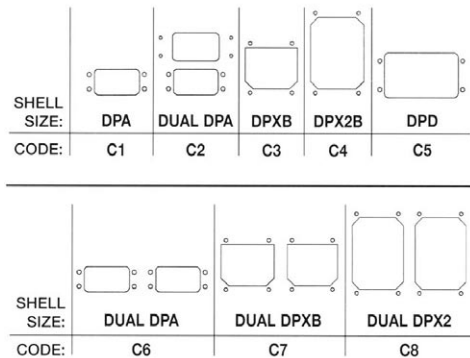 SHELL
SIZE: DPA DUAL DPA DPXB DPX2B DPD
CODE: C1 C2 C3 C4 C5
SHELL
SIZE: DUAL DPA DUAL DPXB DUAL DPX2
CODE: C6 C7 C8